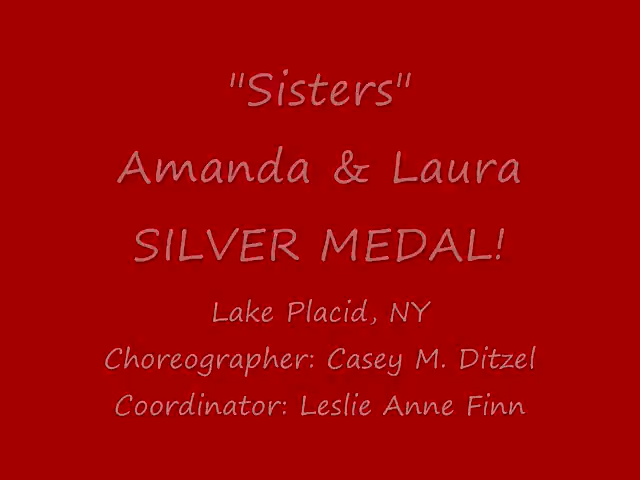 "Sisters"
Amanda & Laura
SILVER MEDAL!
Lake Placid, NY
Choreographer: Casey M. Ditzel
Coordinator: Leslie Anne Finn